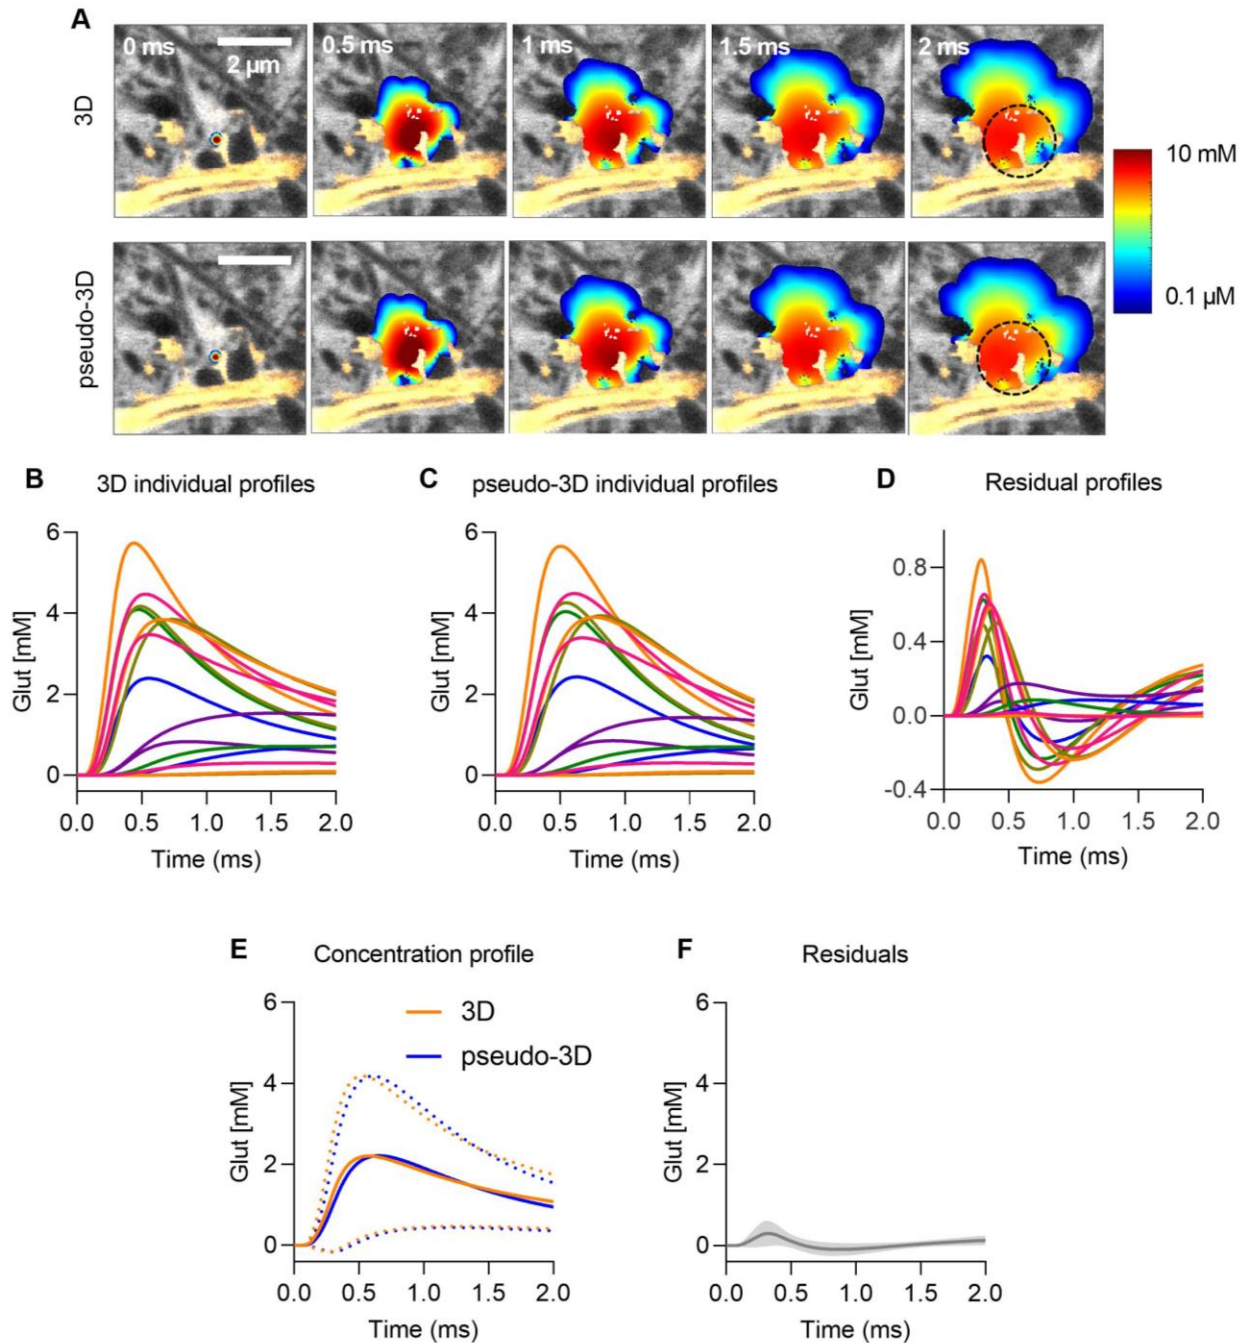 A
3D
0 ms
2 µm
0.5 ms
1 ms
1.5 ms
2 ms
10 mM
0.1 µM
pseudo-3D
B 3D individual profiles
Glut [mM]
6
4
2
0
0.0 0.5 1.0 1.5 2.0
Time (ms)
C pseudo-3D individual profiles
Glut [mM]
6
4
2
0
0.0 0.5 1.0 1.5 2.0
Time (ms)
D Residual profiles
Glut [mM]
0.8
0.4
0.0
-0.4
0.0 0.5 1.0 1.5 2.0
Time (ms)
E Concentration profile
3D
pseudo-3D
Glut [mM]
6
4
2
0
0.0 0.5 1.0 1.5 2.0
Time (ms)
F Residuals
Glut [mM]
6
4
2
0
0.0 0.5 1.0 1.5 2.0
Time (ms)